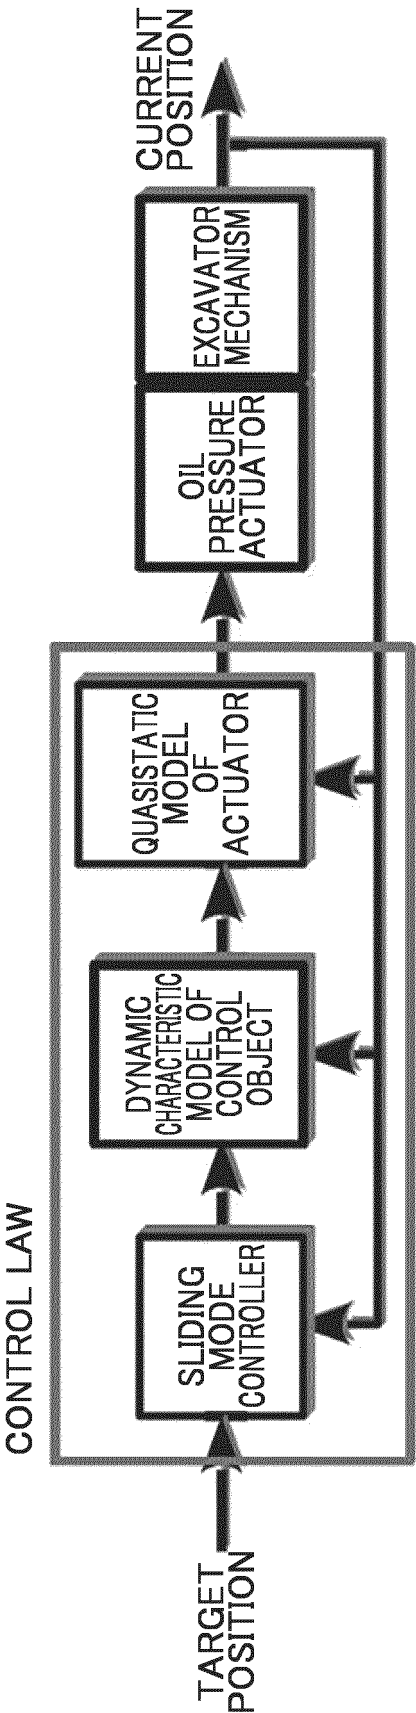 CONTROL LAW
TARGET
POSITION
SLIDING
MODE
CONTROLLER
DYNAMIC
CHARACTERISTIC
MODEL OF
CONTROL
OBJECT
QUASISTATIC
MODEL
OF
ACTUATOR
OIL
PRESSURE
ACTUATOR
EXCAVATOR
MECHANISM
CURRENT
POSITION